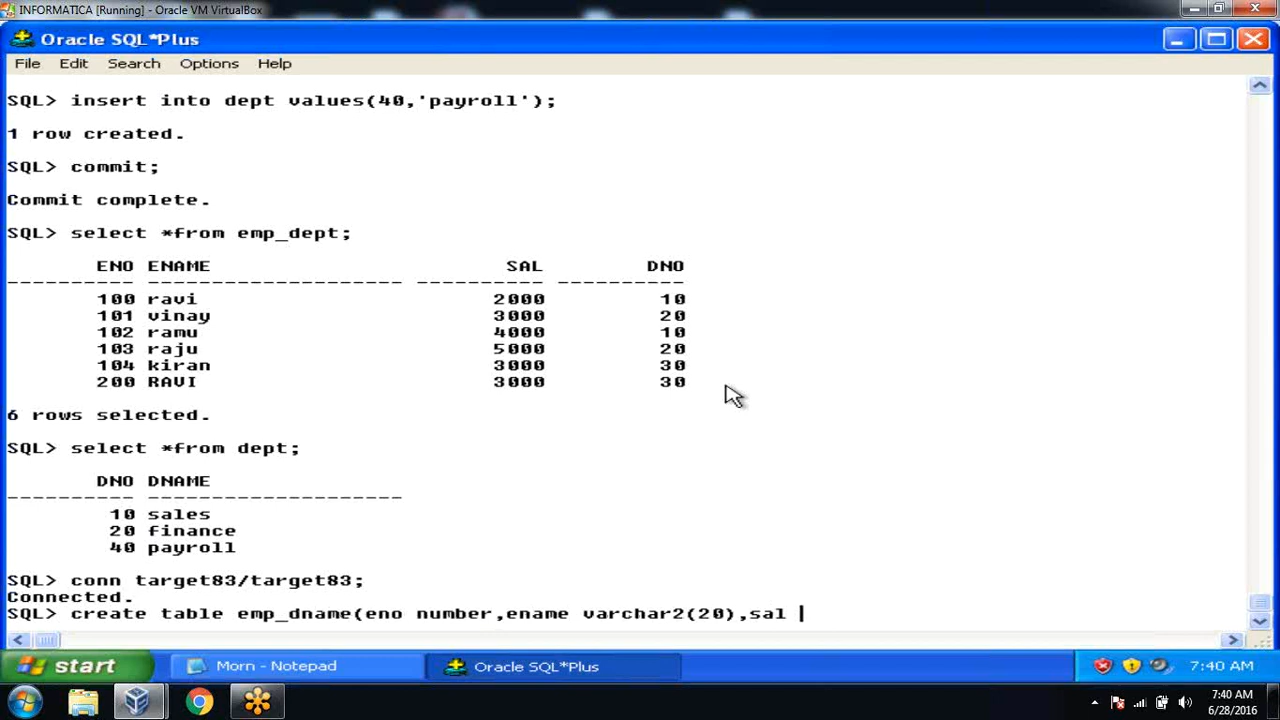 INFORMATICA [Running] - Oracle VM VirtualBox
Oracle SQL*Plus
File Edit Search Options Help
SQL> insert into dept values(40,'payroll');
1 row created.
SQL> commit;
Commit complete.
SQL> select *from emp_dept;
ENO ENAME SAL DNO
---------- -------------------- ---------- ----------
100 ravi 2000 10
101 vinay 3000 20
102 ramu 4000 10
103 raju 5000 20
104 kiran 3000 30
200 RAVI 3000 30
6 rows selected.
SQL> select *from dept;
DNO DNAME
---------- --------------------
10 sales
20 finance
40 payroll
SQL> conn target83/target83;
Connected.
SQL> create table emp_dname(eno number,ename varchar2(20),sal
start Morn - Notepad Oracle SQL*Plus 7:40 AM
7:40 AM
6/28/2016